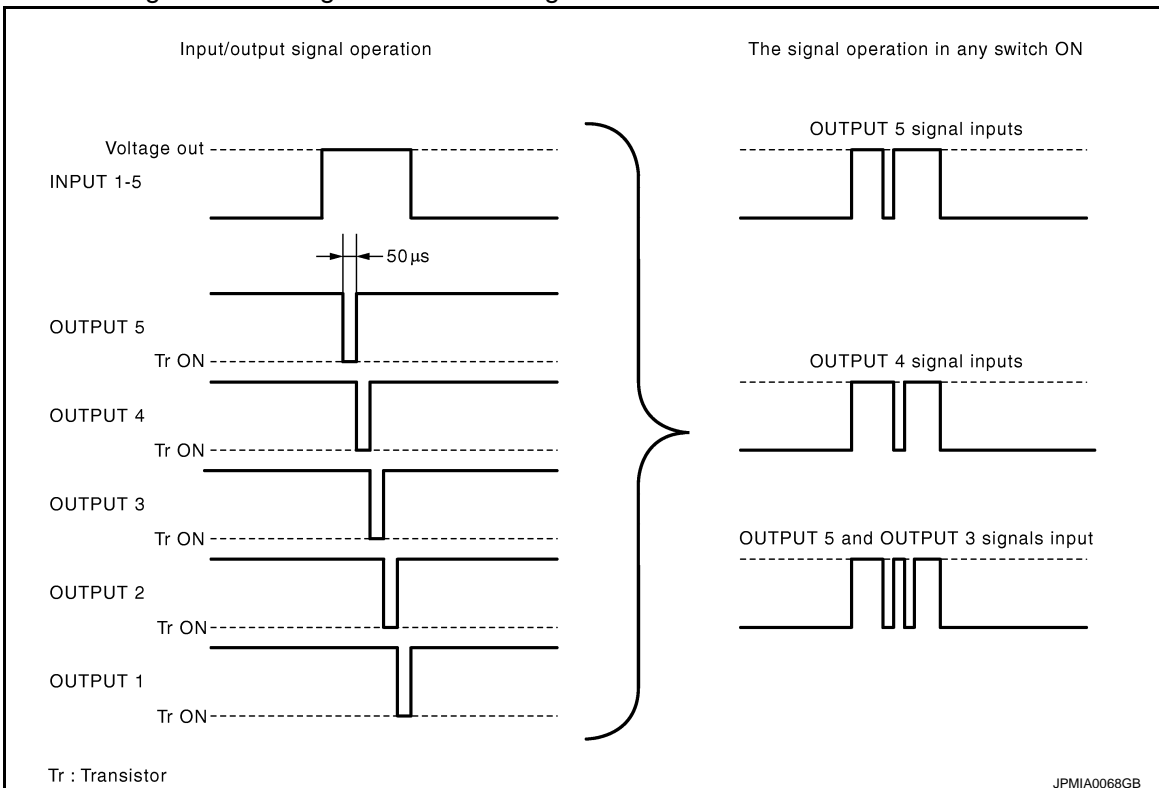 Input/output signal operation
The signal operation in any switch ON
Voltage out
INPUT 1-5
50 μs
OUTPUT 5
Tr ON
OUTPUT 4
Tr ON
OUTPUT 3
Tr ON
OUTPUT 2
Tr ON
OUTPUT 1
Tr ON
OUTPUT 5 signal inputs
OUTPUT 4 signal inputs
OUTPUT 5 and OUTPUT 3 signals input
Tr : Transistor
JPMIA0068GB